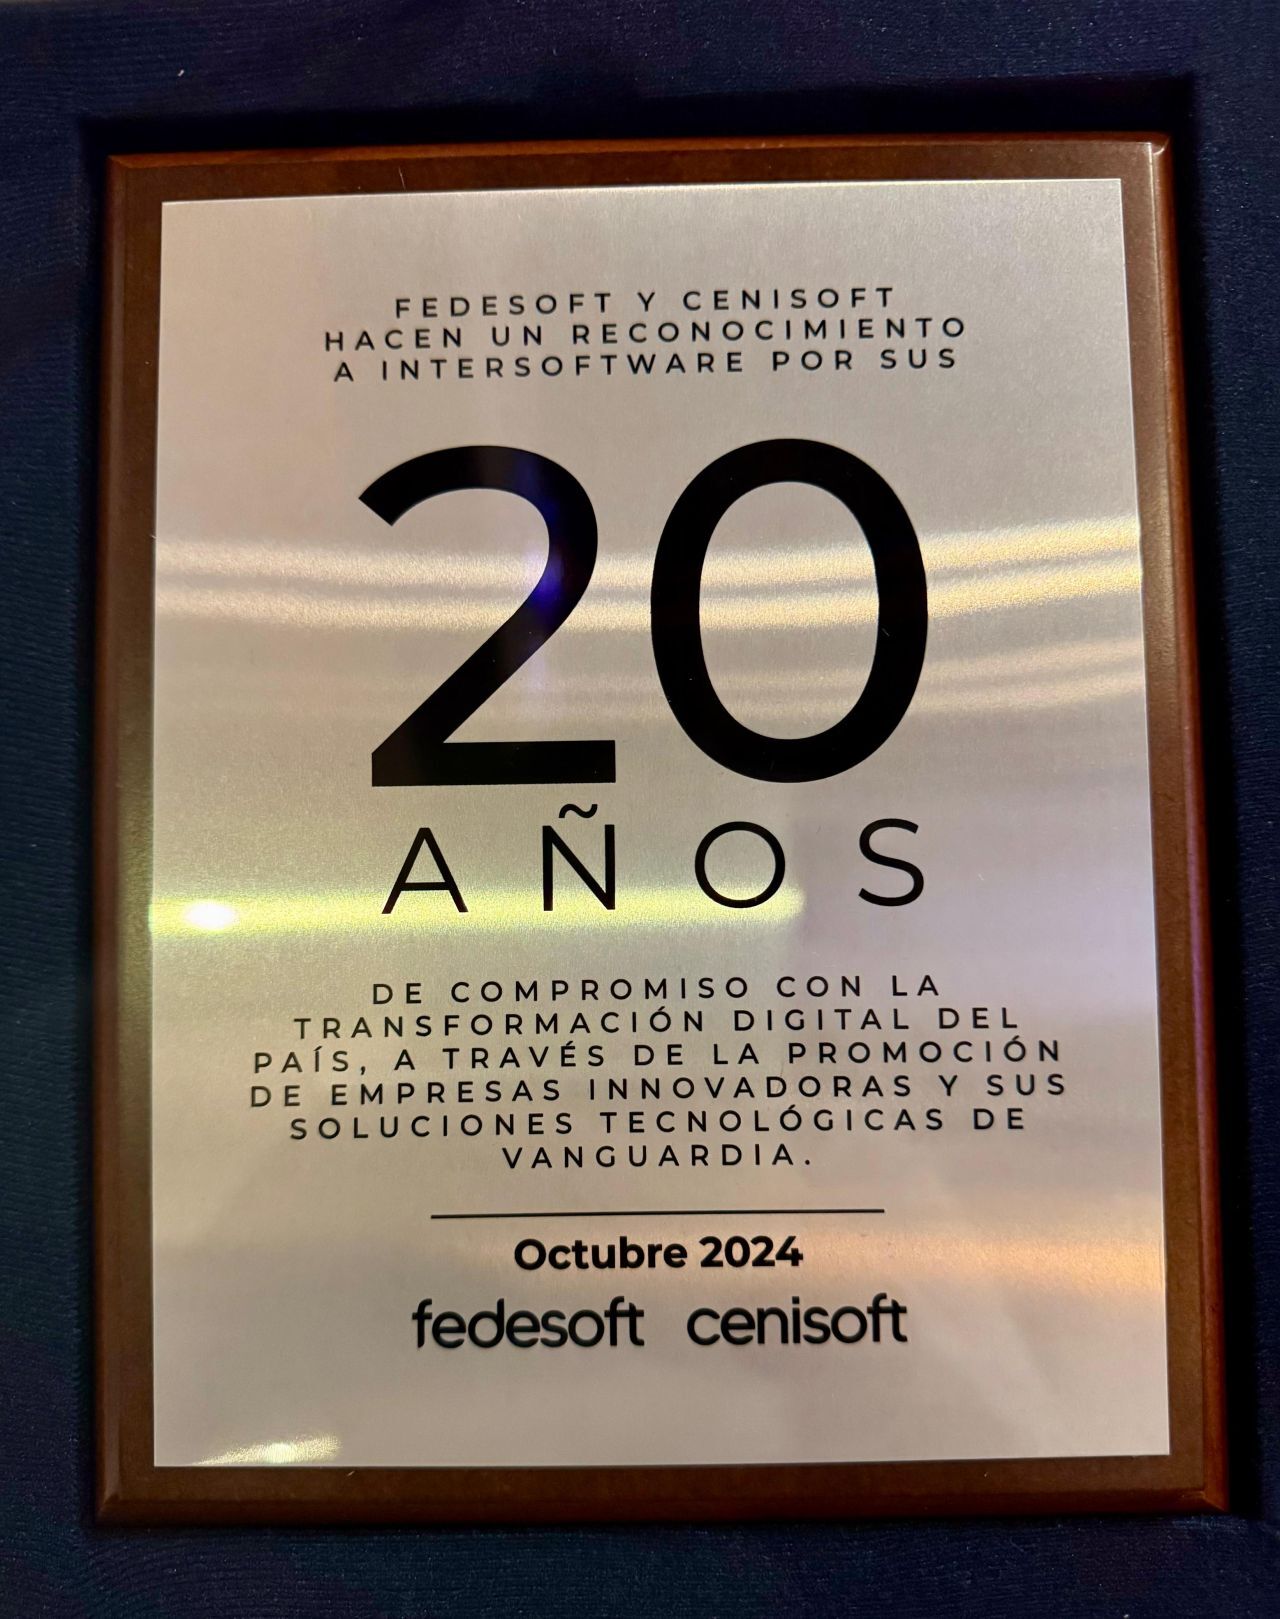 FEDESOFT Y CENISOFT
HACEN UN RECONOCIMIENTO
A INTERSOFTWARE POR SUS
20
AÑOS
DE COMPROMISO CON LA
TRANSFORMACIÓN DIGITAL DEL
PAÍS, A TRAVÉS DE LA PROMOCIÓN
DE EMPRESAS INNOVADORAS Y SUS
SOLUCIONES TECNOLÓGICAS DE
VANGUARDIA.
Octubre 2024
fedesoft cenisoft